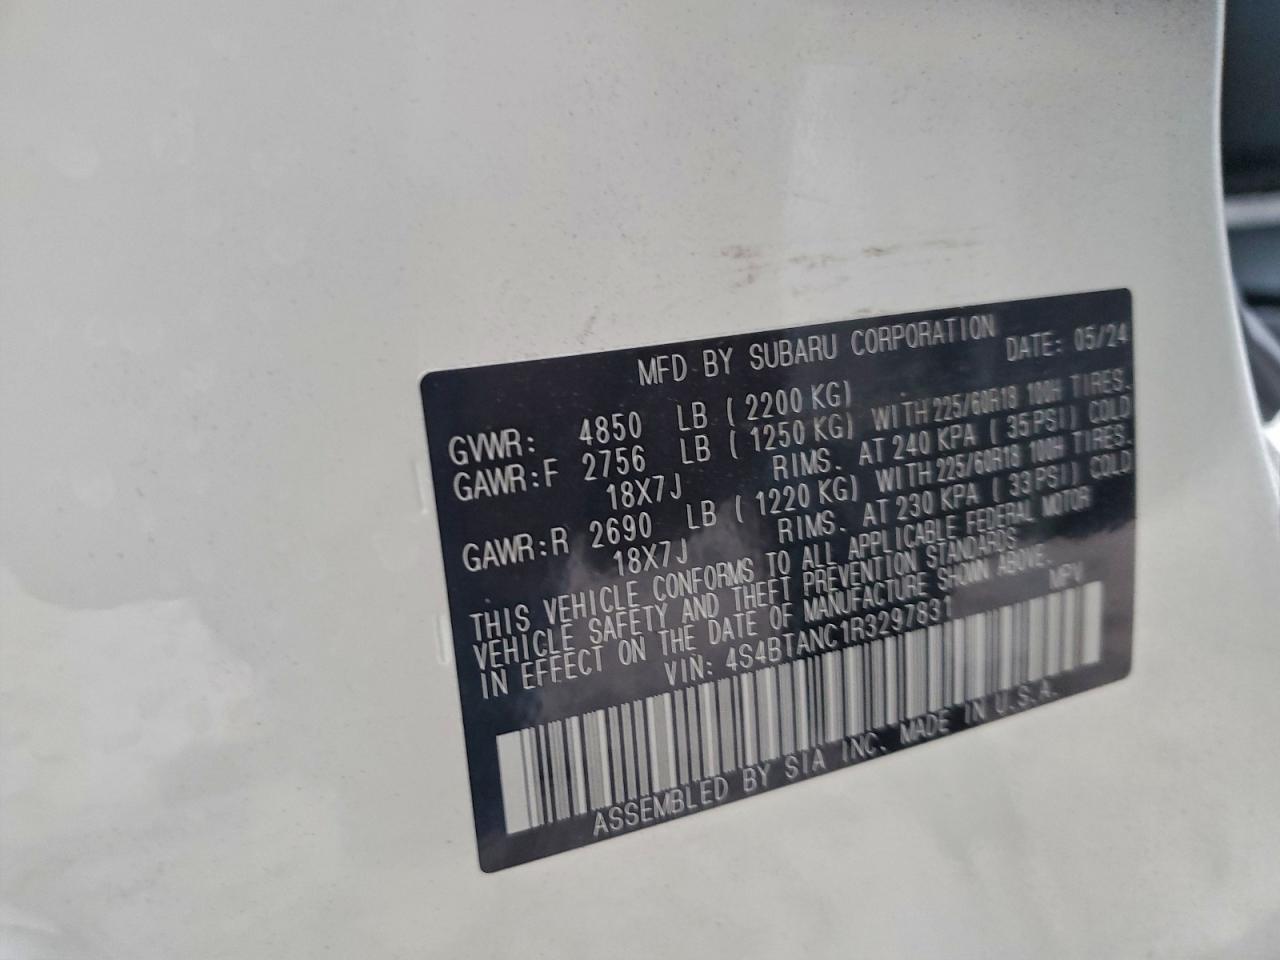 MFD BY SUBARU CORPORATION
DATE: 05/24
GVWR: 4850 LB ( 2200 KG)
GAWR:F 2756 LB ( 1250 KG) WITH 225/60R18 100H TIRES.
18X7J RIMS. AT 240 KPA ( 35PSI) COLD
GAWR:R 2690 LB ( 1220 KG) WITH 225/60R18 100H TIRES.
18X7J RIMS. AT 230 KPA ( 33PSI) COLD
THIS VEHICLE CONFORMS TO ALL APPLICABLE FEDERAL MOTOR
VEHICLE SAFETY AND THEFT PREVENTION STANDARDS
IN EFFECT ON THE DATE OF MANUFACTURE SHOWN ABOVE.
VIN: 4S4BTANC1R3297831 MPV
ASSEMBLED BY SIA INC. MADE IN U.S.A.